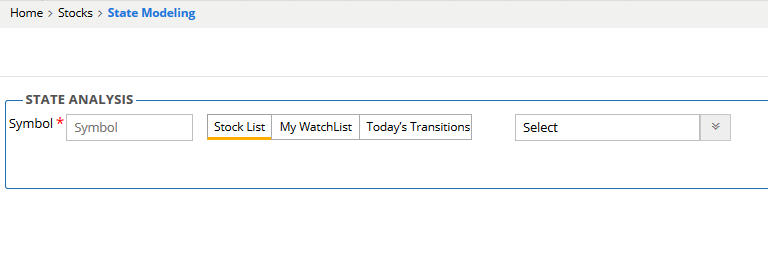 Home > Stocks > State Modeling
STATE ANALYSIS
Symbol * Symbol Stock List My WatchList Today's Transitions Select